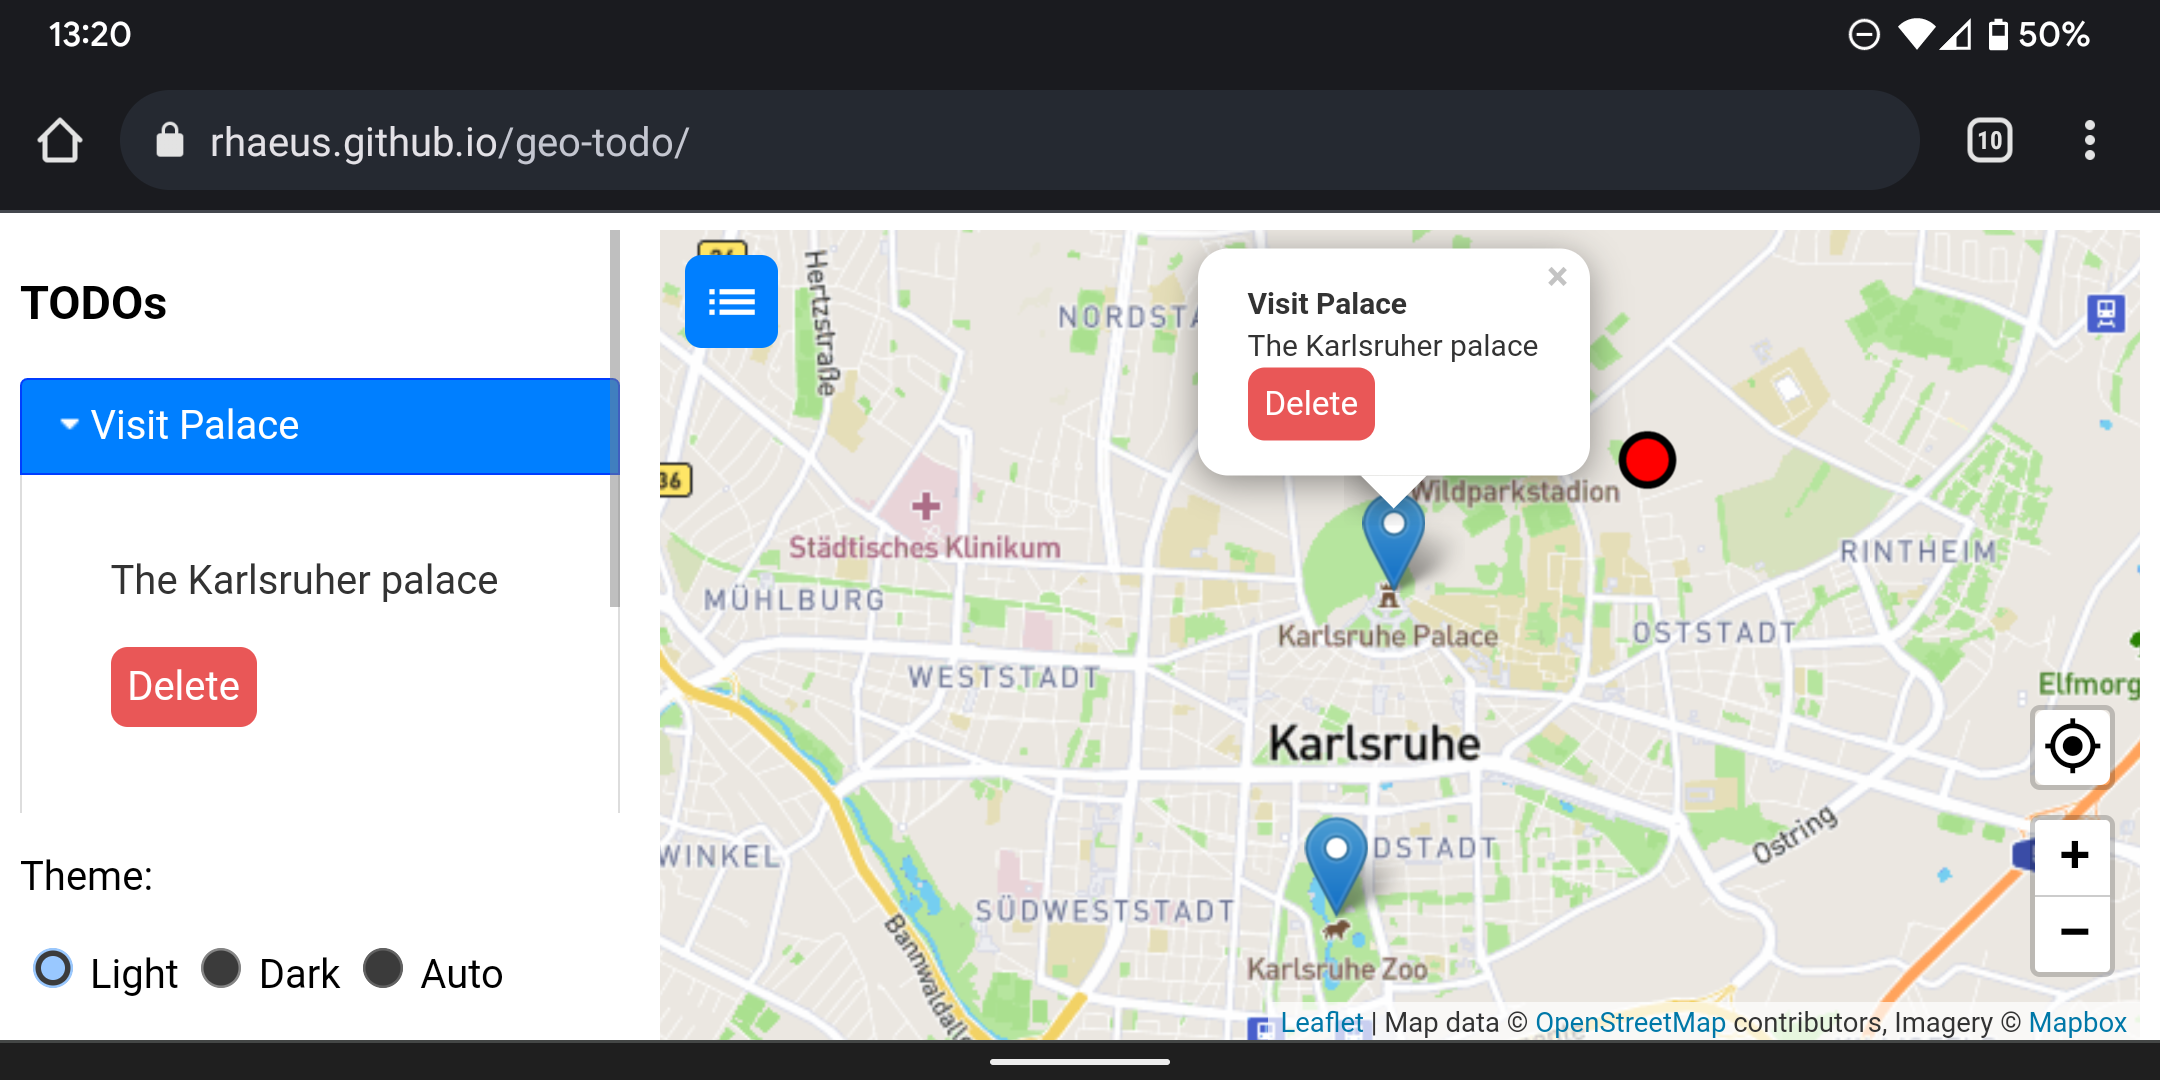 13:20
50%
rhaeus.github.io/geo-todo/
10
TODOs
Visit Palace
The Karlsruher palace
Delete
Theme:
Light
Dark
Auto
Hertzstraße
NORDSTA
×
Visit Palace
The Karlsruher palace
Delete
36
Wildparkstadion
Städtisches Klinikum
RINTHEIM
MÜHLBURG
Karlsruhe Palace
OSTSTADT
WESTSTADT
Elfmorg
Karlsruhe
+
−
Ostring
WINKEL
DSTADT
SÜDWESTSTADT
Bannwaldalle
Karlsruhe Zoo
Leaflet | Map data © OpenStreetMap contributors, Imagery © Mapbox